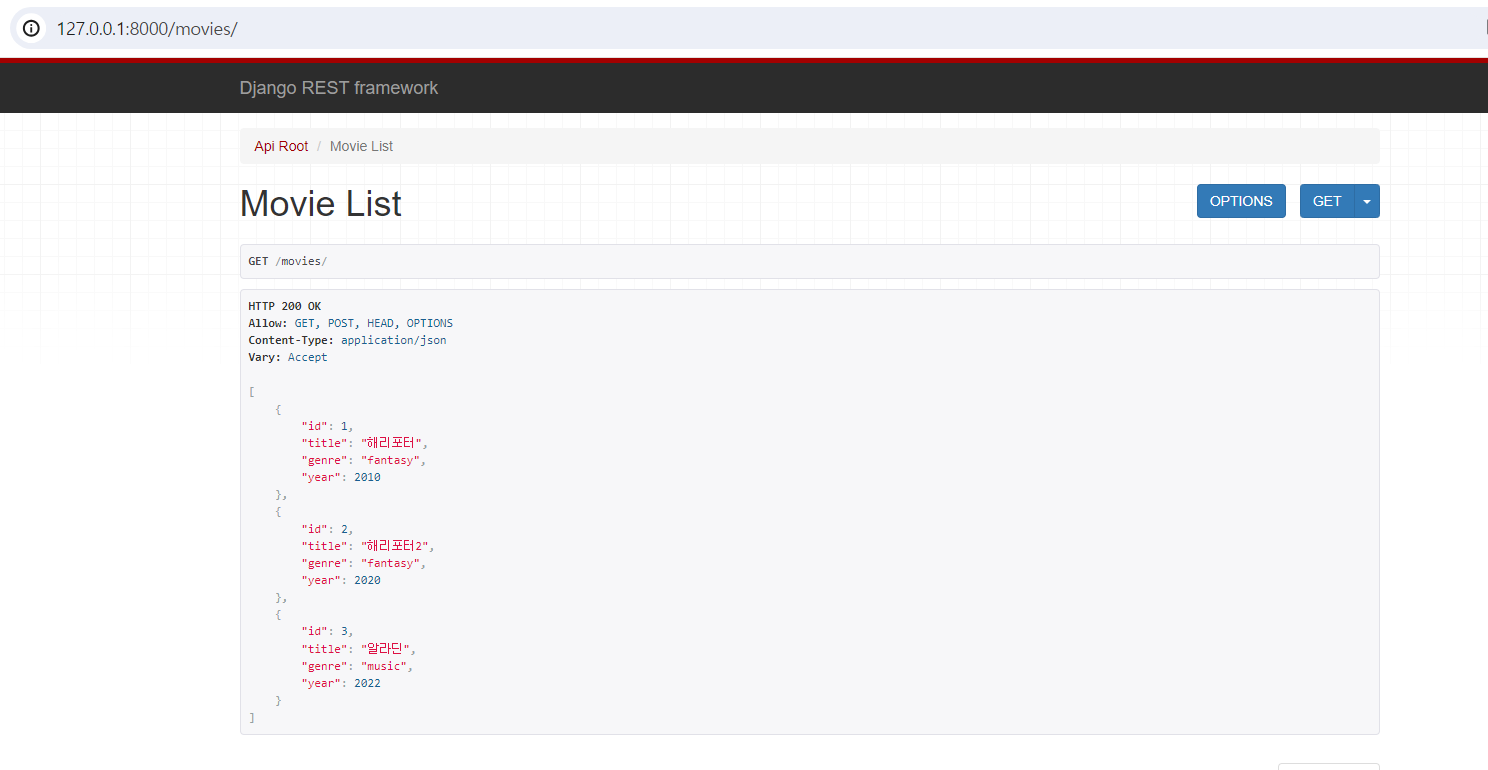 127.0.0.1:8000/movies/
Django REST framework
Api Root / Movie List
Movie List
OPTIONS
GET
GET /movies/
HTTP 200 OK
Allow: GET, POST, HEAD, OPTIONS
Content-Type: application/json
Vary: Accept
[
    {
        "id": 1,
        "title": "해리포터",
        "genre": "fantasy",
        "year": 2010
    },
    {
        "id": 2,
        "title": "해리포터2",
        "genre": "fantasy",
        "year": 2020
    },
    {
        "id": 3,
        "title": "알라딘",
        "genre": "music",
        "year": 2022
    }
]